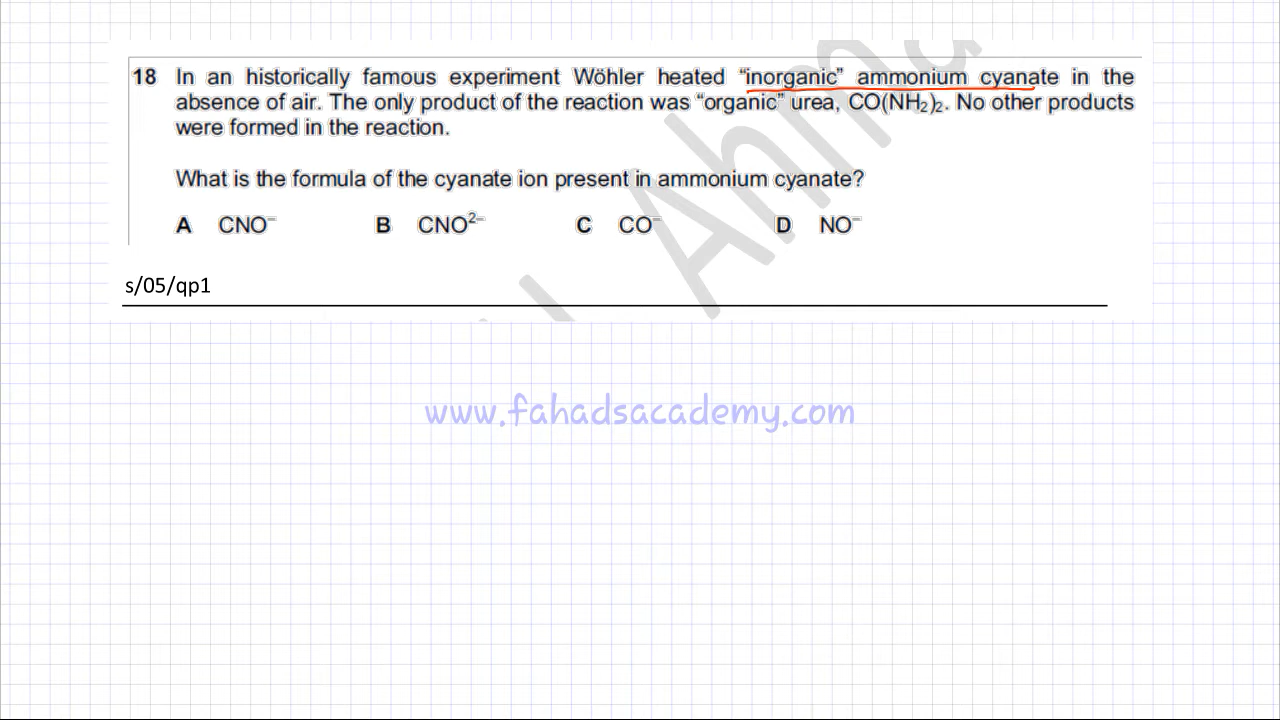 18 In an historically famous experiment Wöhler heated “inorganic” ammonium cyanate in the
absence of air. The only product of the reaction was “organic” urea, CO(NH₂)₂. No other products
were formed in the reaction.
What is the formula of the cyanate ion present in ammonium cyanate?
A CNO⁻ B CNO²⁻ C CO⁻ D NO⁻
s/05/qp1
www.fahadsacademy.com